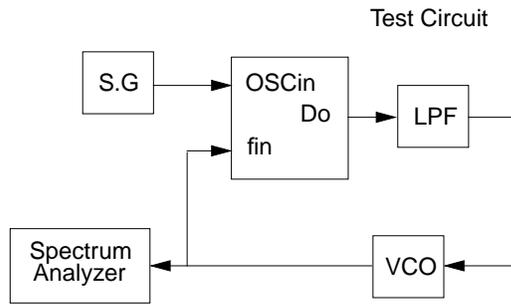 Test Circuit
S.G
OSCin
Do
LPF
fin
Spectrum
Analyzer
VCO